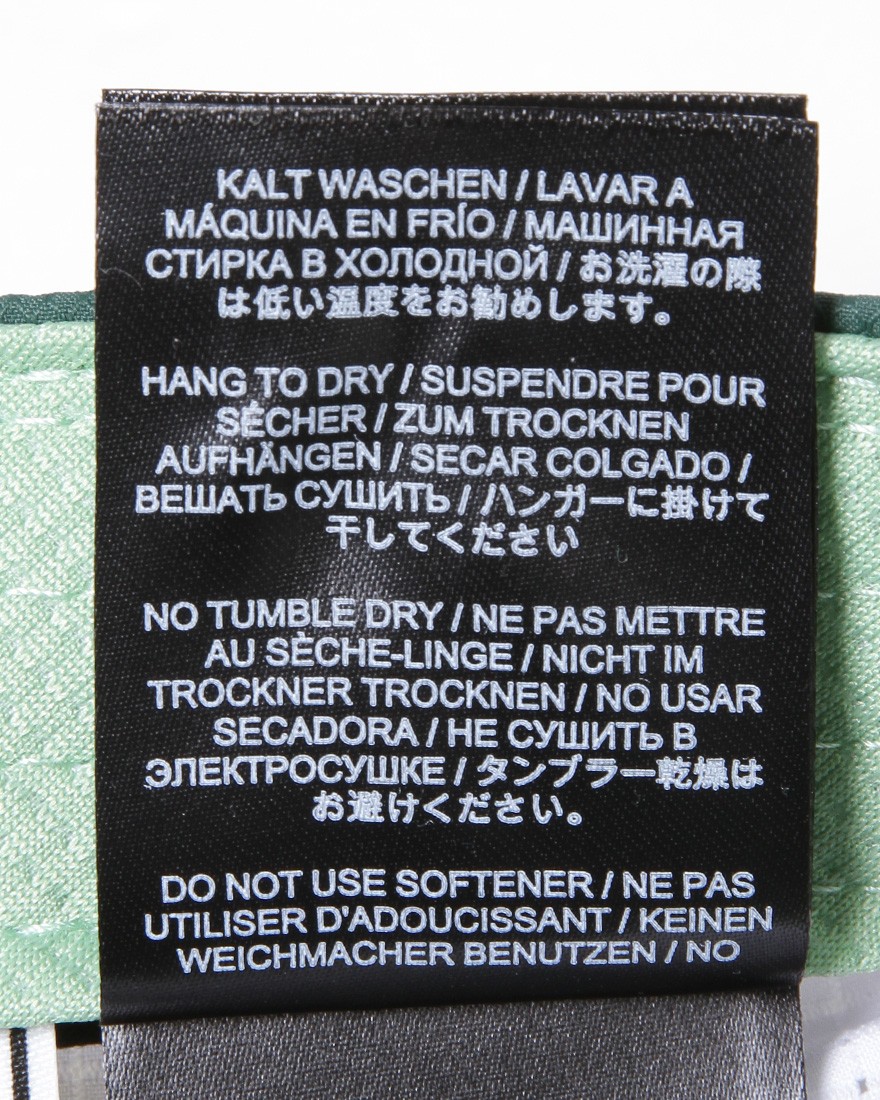 KALT WASCHEN / LAVAR A
MÁQUINA EN FRÍO / МАШИННАЯ
СТИРКА В ХОЛОДНОЙ / お洗濯の際
は低い温度をお勧めします。
HANG TO DRY / SUSPENDRE POUR
SÉCHER / ZUM TROCKNEN
AUFHÄNGEN / SECAR COLGADO /
ВЕШАТЬ СУШИТЬ / ハンガーに掛けて
干してください
NO TUMBLE DRY / NE PAS METTRE
AU SÈCHE-LINGE / NICHT IM
TROCKNER TROCKNEN / NO USAR
SECADORA / НЕ СУШИТЬ В
ЭЛЕКТРОСУШКЕ / タンブラー乾燥は
お避けください。
DO NOT USE SOFTENER / NE PAS
UTILISER D'ADOUCISSANT / KEINEN
WEICHMACHER BENUTZEN / NO